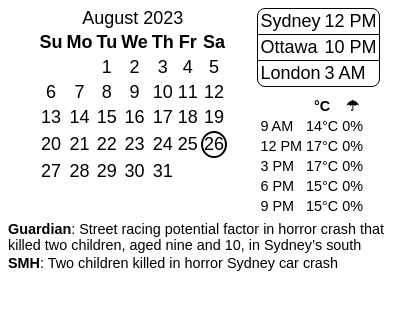 August 2023
Su Mo Tu We Th Fr Sa
1 2 3 4 5
6 7 8 9 10 11 12
13 14 15 16 17 18 19
20 21 22 23 24 25 26
27 28 29 30 31
Sydney 12 PM
Ottawa 10 PM
London 3 AM
°C ☂
9 AM 14°C 0%
12 PM 17°C 0%
3 PM 17°C 0%
6 PM 15°C 0%
9 PM 15°C 0%
Guardian: Street racing potential factor in horror crash that
killed two children, aged nine and 10, in Sydney’s south
SMH: Two children killed in horror Sydney car crash